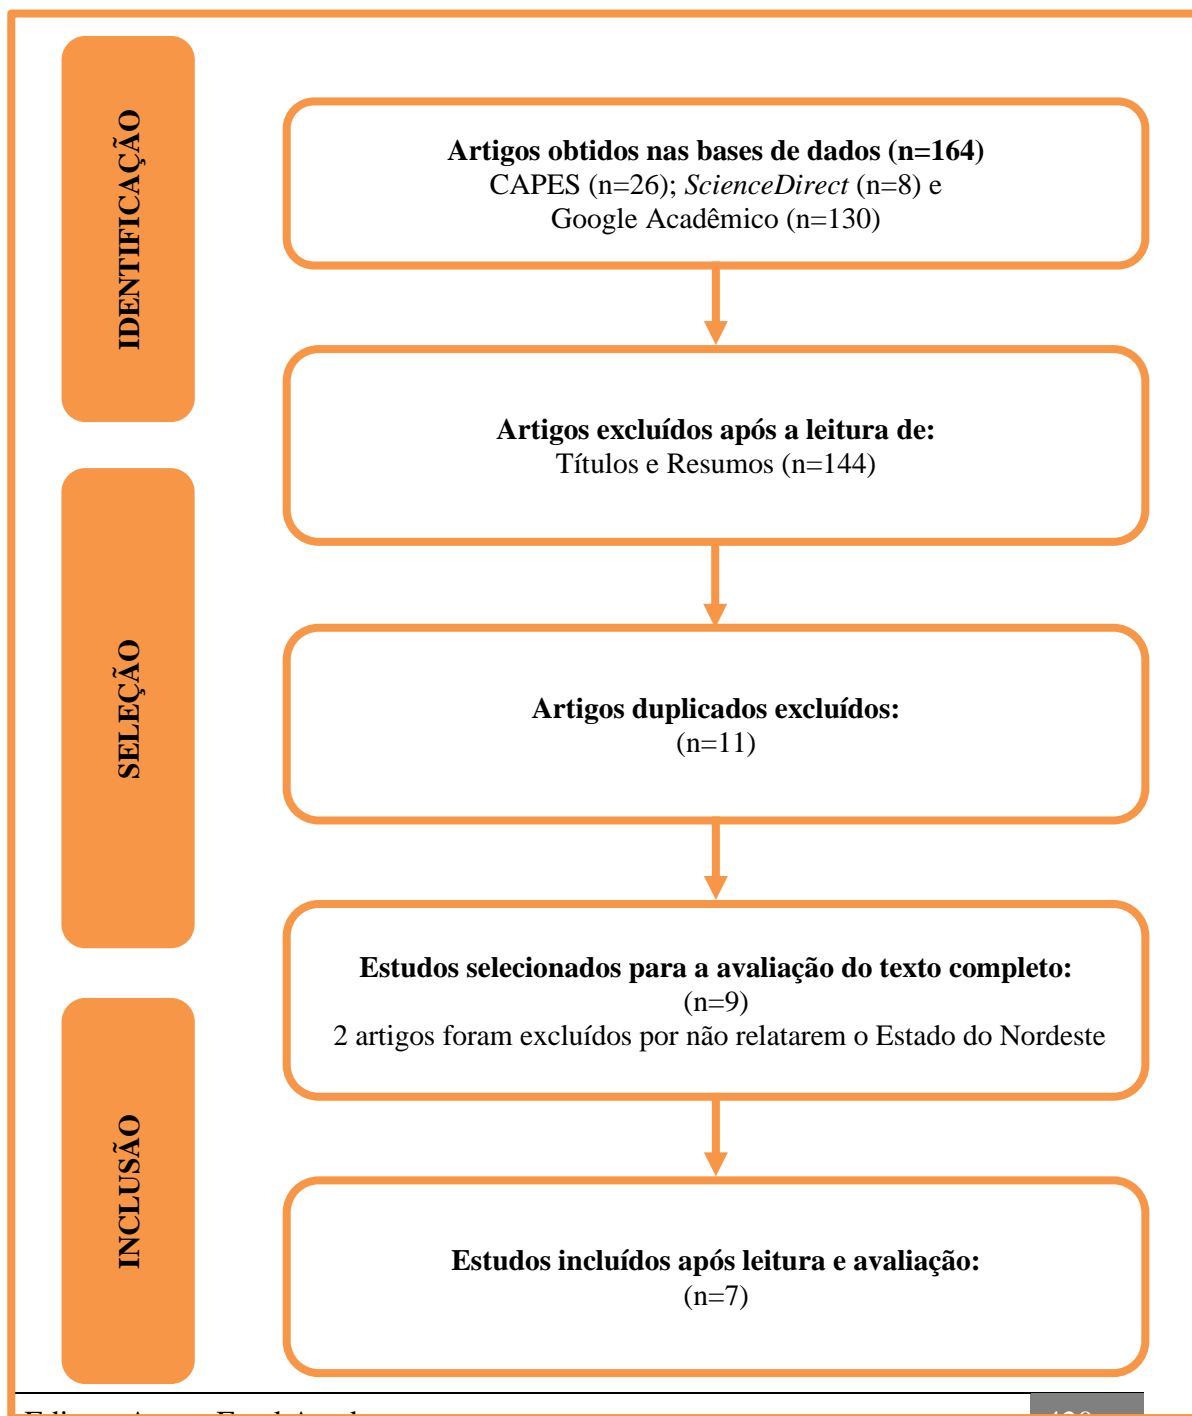 IDENTIFICAÇÃO
Artigos obtidos nas bases de dados (n=164)
CAPES (n=26); ScienceDirect (n=8) e
Google Acadêmico (n=130)
Artigos excluídos após a leitura de:
Títulos e Resumos (n=144)
SELEÇÃO
Artigos duplicados excluídos:
(n=11)
Estudos selecionados para a avaliação do texto completo:
(n=9)
2 artigos foram excluídos por não relatarem o Estado do Nordeste
INCLUSÃO
Estudos incluídos após leitura e avaliação:
(n=7)